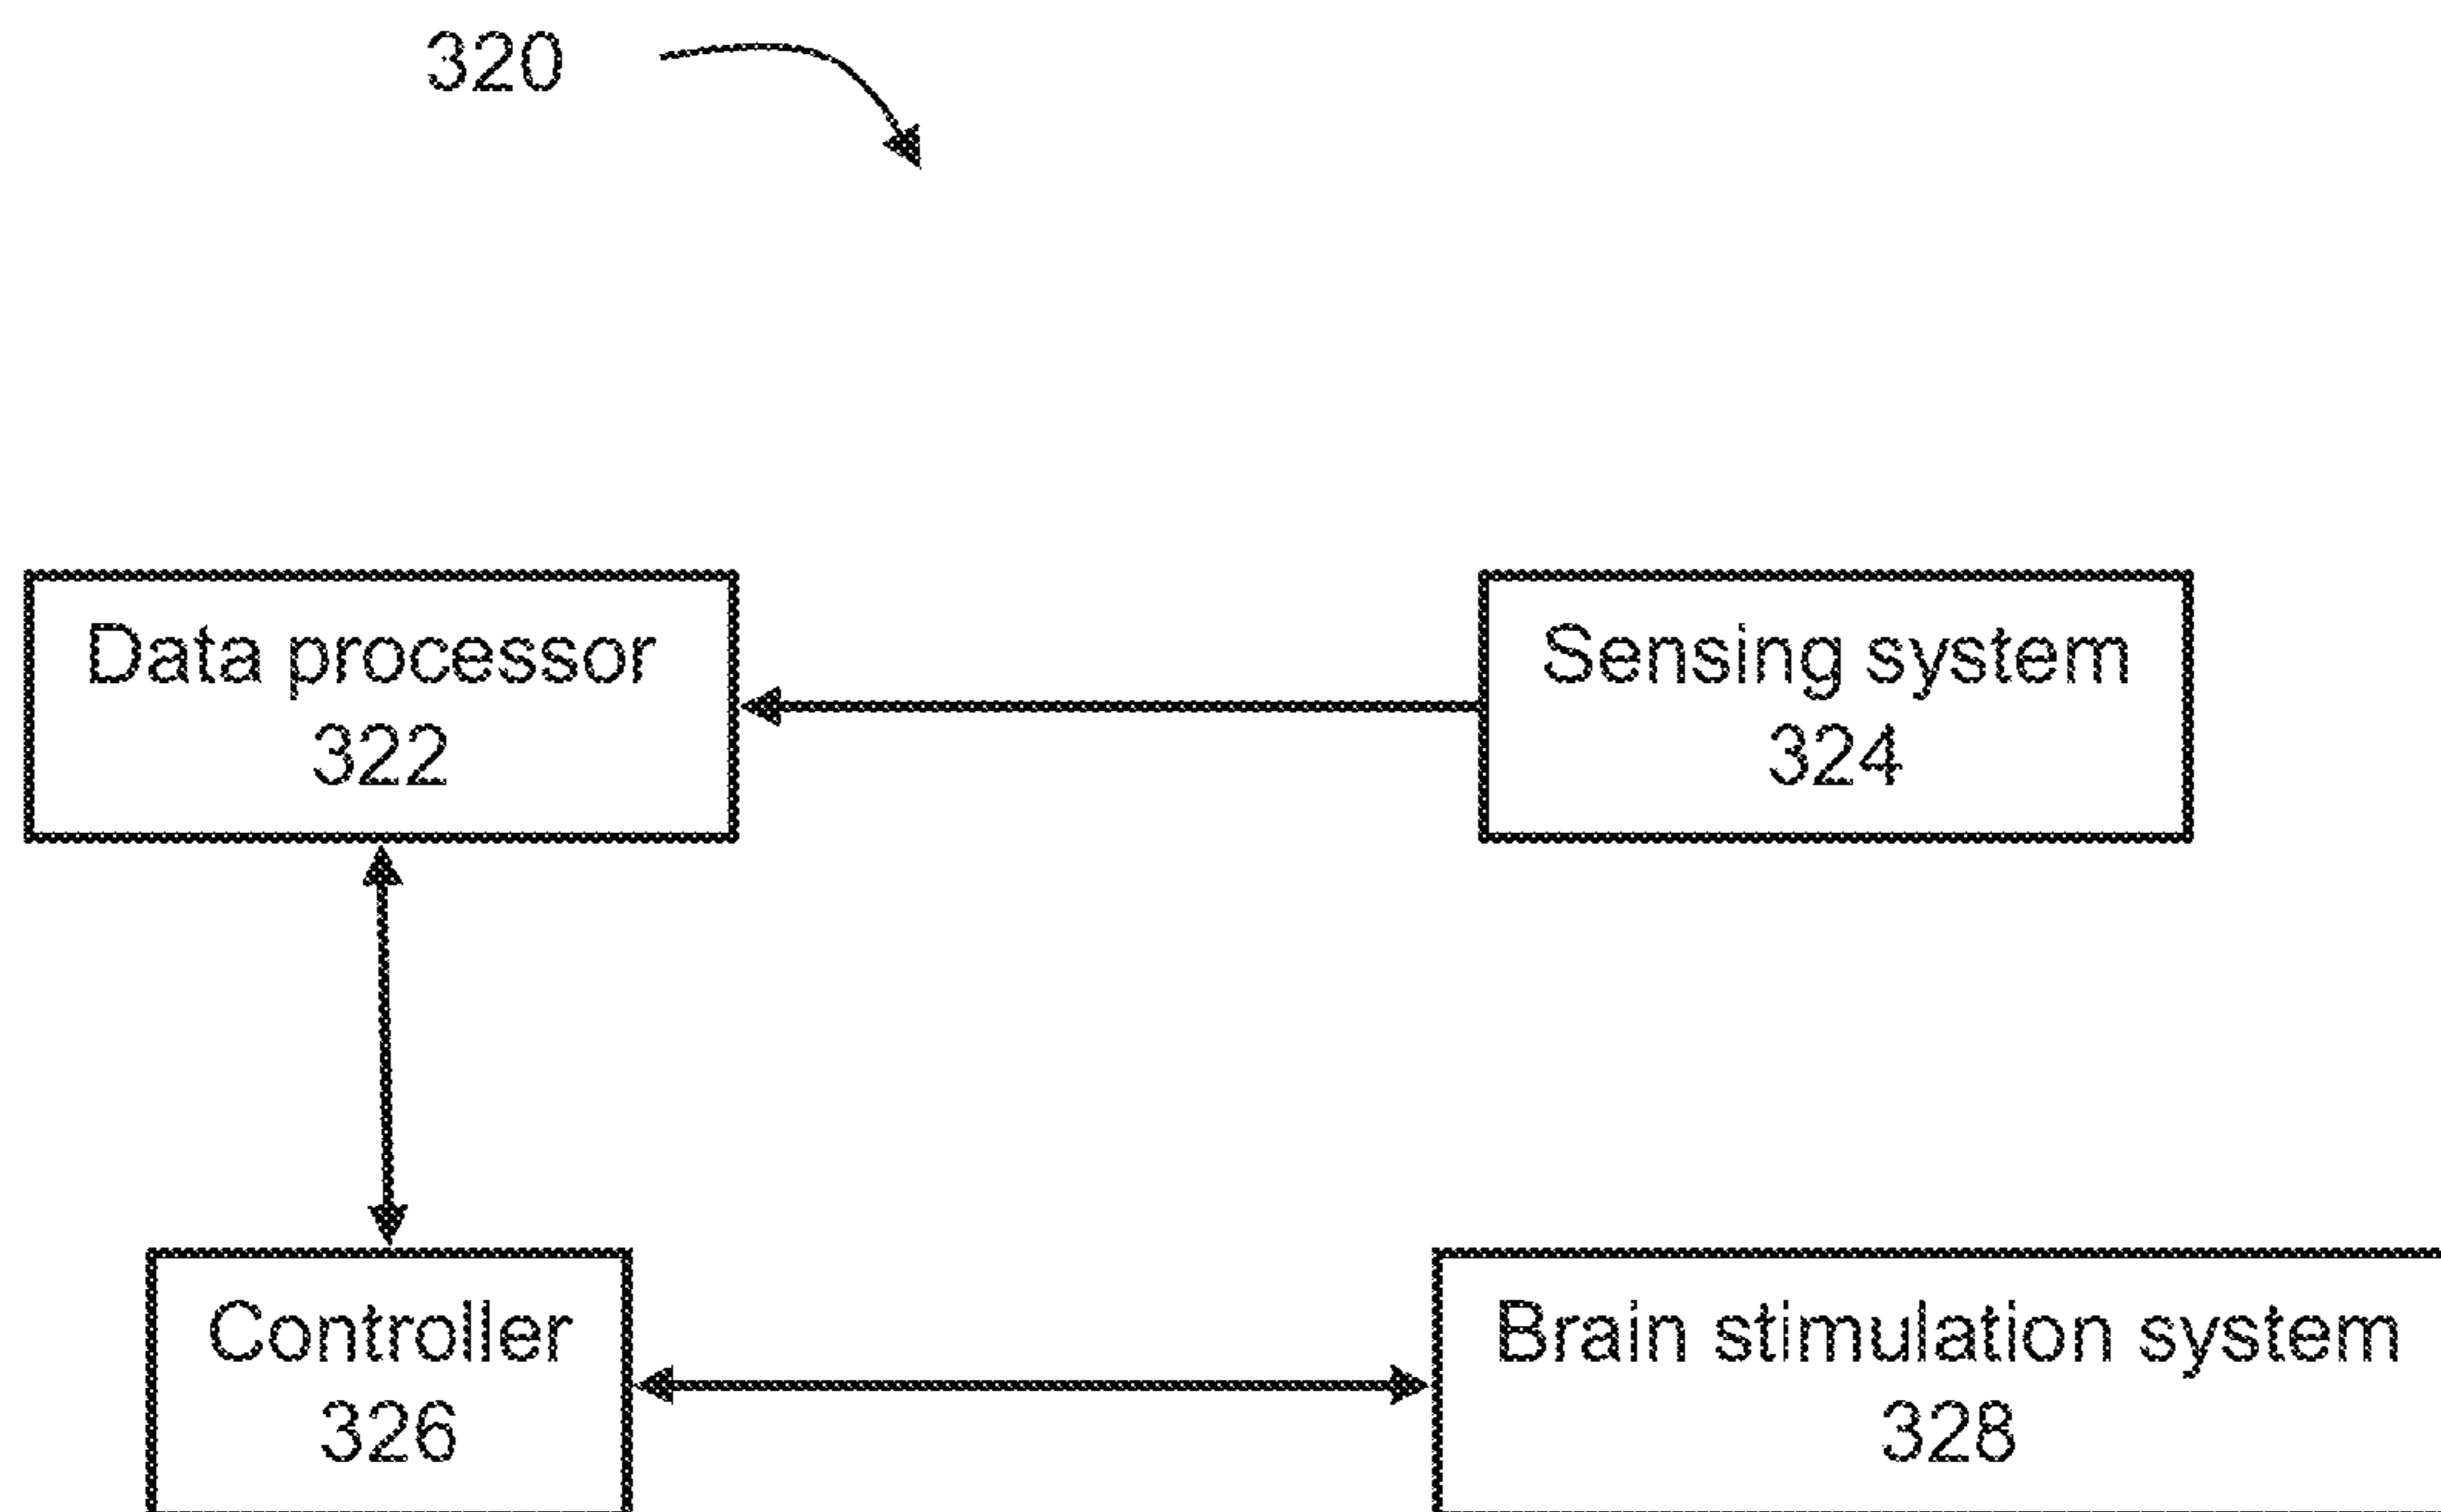 320
Data processor
322
Sensing system
324
Controller
326
Brain stimulation system
328